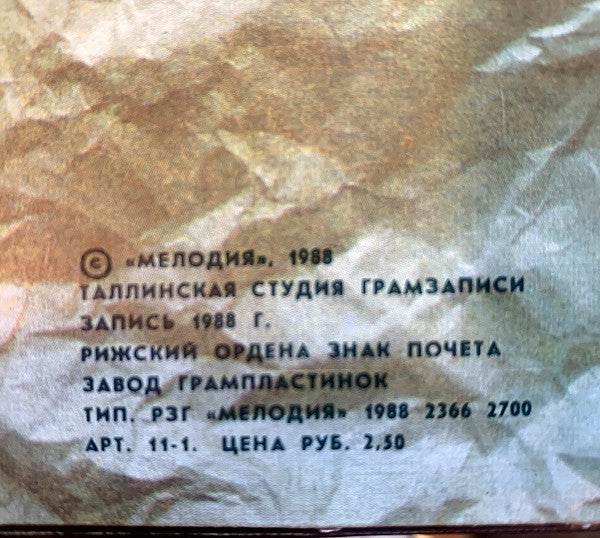 © «МЕЛОДИЯ», 1988
ТАЛЛИНСКАЯ СТУДИЯ ГРАМЗАПИСИ
ЗАПИСЬ 1988 Г.
РИЖСКИЙ ОРДЕНА ЗНАК ПОЧЕТА
ЗАВОД ГРАМПЛАСТИНОК
ТИП. РЗГ «МЕЛОДИЯ» 1988 2366 2700
АРТ. 11-1. ЦЕНА РУБ. 2,50